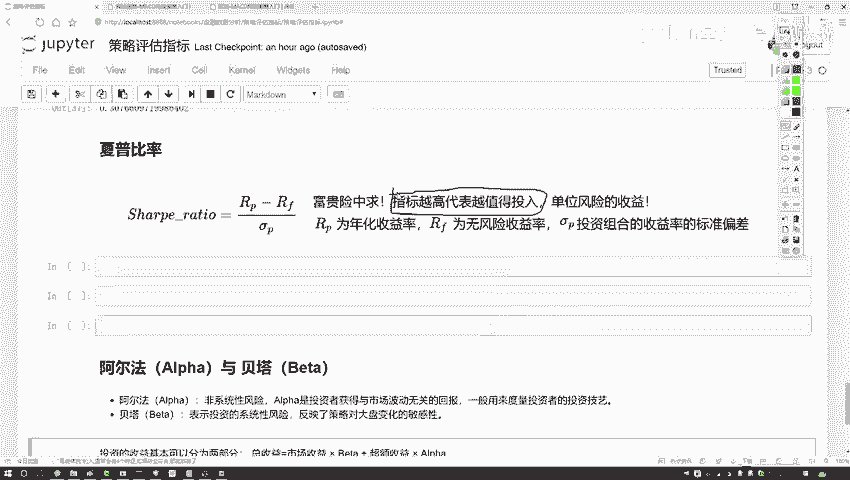 jupyter 策略评估指标 Last Checkpoint: an hour ago (autosaved)
File Edit View Insert Cell Kernel Widgets Help
Trusted
Markdown
夏普比率
Sharpe_ratio = (R_p − R_f) / σ_p
富贵险中求！指标越高代表越值得投入，单位风险的收益！
R_p 为年化收益率，R_f 为无风险收益率，σ_p 投资组合的收益率的标准偏差
In [ ]:
In [ ]:
In [ ]:
阿尔法（Alpha）与 贝塔（Beta）
• 阿尔法（Alpha）：非系统性风险，Alpha是投资者获得与市场波动无关的回报，一般用来度量投资者的投资技艺。
• 贝塔（Beta）：表示投资的系统性风险，反映了策略对大盘变化的敏感性。
投资的收益基本可以分为两部分： 总收益=市场收益 × Beta + 超额收益 × Alpha